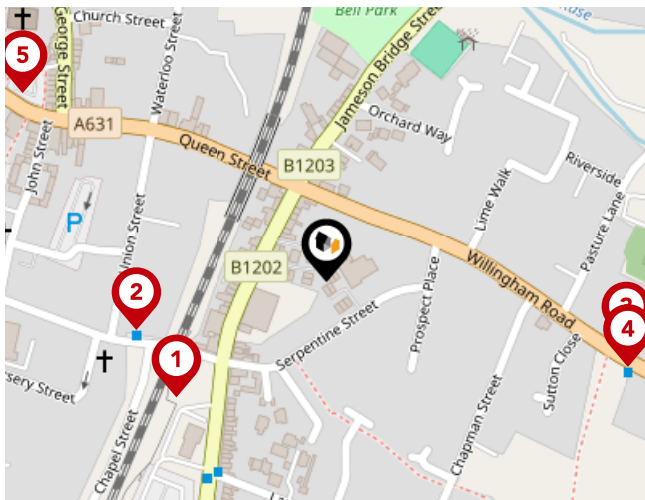 Church Street
Bell Park
George Street
Waterloo Street
Jameson Bridge Street
5
A631
Orchard Way
Queen Street
B1203
John Street
Riverside
Lime Walk
Pasture Lane
P
Union Street
B1202
Willingham Road
Prospect Place
2
4
1
Serpentine Street
Sutton Close
Chapman Street
Chapel Street